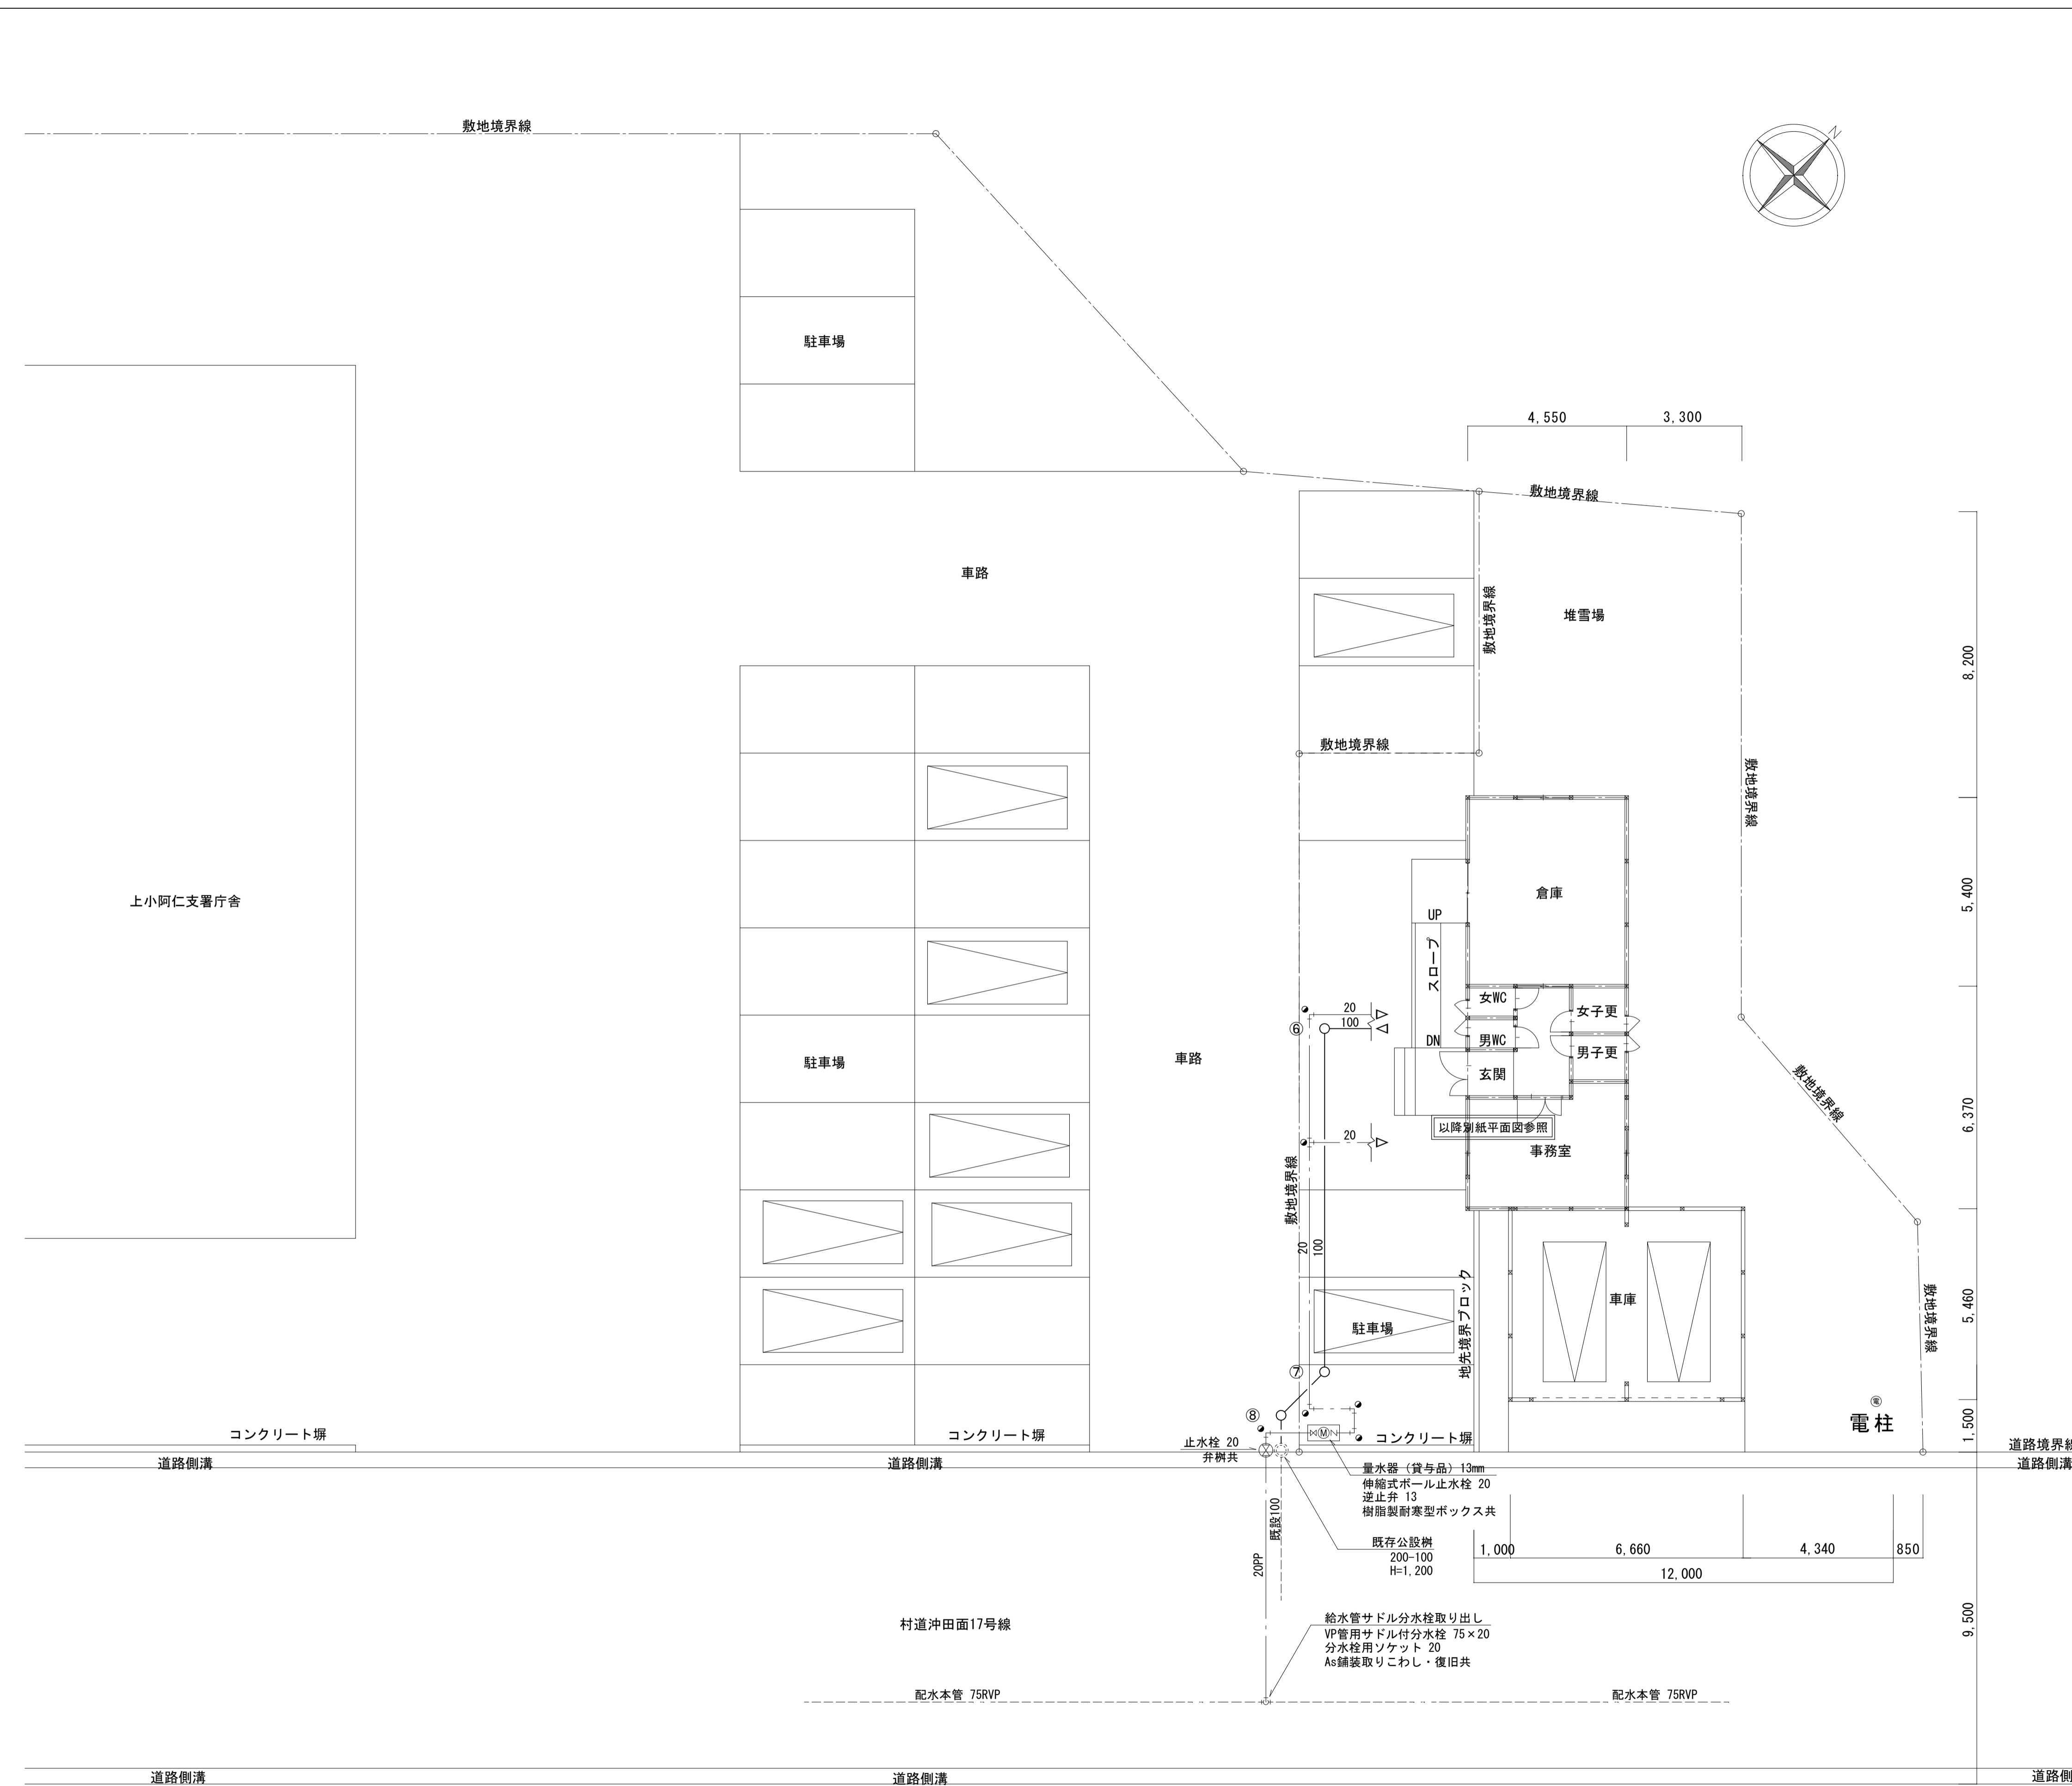 敷地境界線
N
駐車場
4,550
3,300
敷地境界線
車路
敷地境界線
堆雪場
8,200
敷地境界線
敷地境界線
上小阿仁支署庁舎
倉庫
5,400
UP
スロープ
女WC
女子更
20
100
⑥
DN
男WC
男子更
駐車場
車路
玄関
敷地境界線
6,370
以降別紙平面図参照
20
事務室
敷地境界線
20
100
地先境界ブロック
車庫
5,460
敷地境界線
駐車場
⑦
⑧
電
電柱
1,500
コンクリート塀
コンクリート塀
コンクリート塀
止水栓 20
弁桝共
M
道路境界線
道路側溝
道路側溝
道路側溝
量水器（貸与品）13mm
伸縮式ボール止水栓 20
逆止弁 13
樹脂製耐寒型ボックス共
既設100
既存公設桝
200-100
H=1,200
1,000
6,660
4,340
850
12,000
20PP
9,500
村道沖田面17号線
給水管サドル分水栓取り出し
VP管用サドル付分水栓 75×20
分水栓用ソケット 20
As舗装取りこわし・復旧共
配水本管 75RVP
配水本管 75RVP
道路側溝
道路側溝
道路側